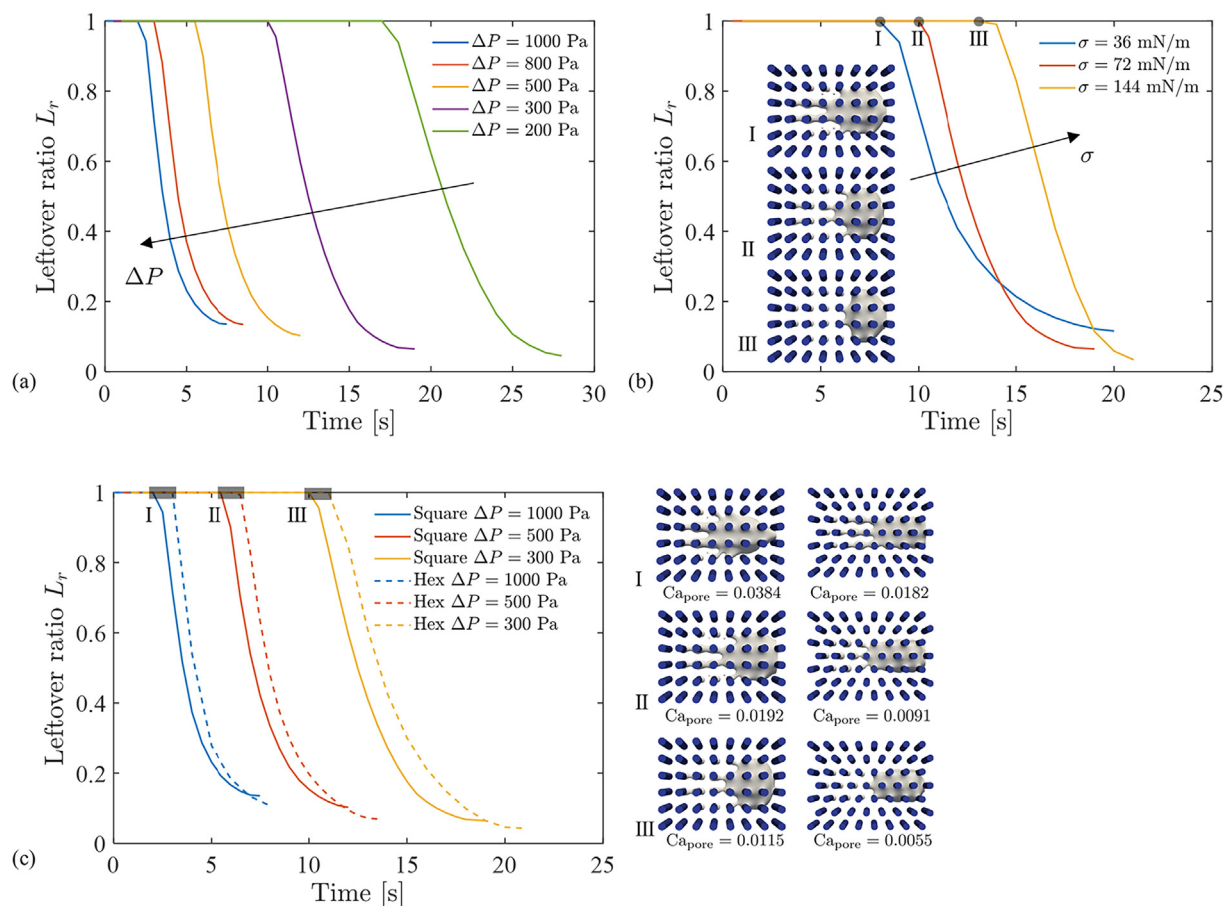 1
0.8
0.6
0.4
0.2
0
Leftover ratio L_r
ΔP = 1000 Pa
ΔP = 800 Pa
ΔP = 500 Pa
ΔP = 300 Pa
ΔP = 200 Pa
ΔP
0 5 10 15 20 25 30
Time [s]
(a)
1
0.8
0.6
0.4
0.2
0
Leftover ratio L_r
I II III
σ = 36 mN/m
σ = 72 mN/m
σ = 144 mN/m
σ
I
II
III
0 5 10 15 20 25
Time [s]
(b)
1
0.8
0.6
0.4
0.2
0
Leftover ratio L_r
I II III
Square ΔP = 1000 Pa
Square ΔP = 500 Pa
Square ΔP = 300 Pa
Hex ΔP = 1000 Pa
Hex ΔP = 500 Pa
Hex ΔP = 300 Pa
0 5 10 15 20 25
Time [s]
(c)
I
Ca_pore = 0.0384 Ca_pore = 0.0182
II
Ca_pore = 0.0192 Ca_pore = 0.0091
III
Ca_pore = 0.0115 Ca_pore = 0.0055